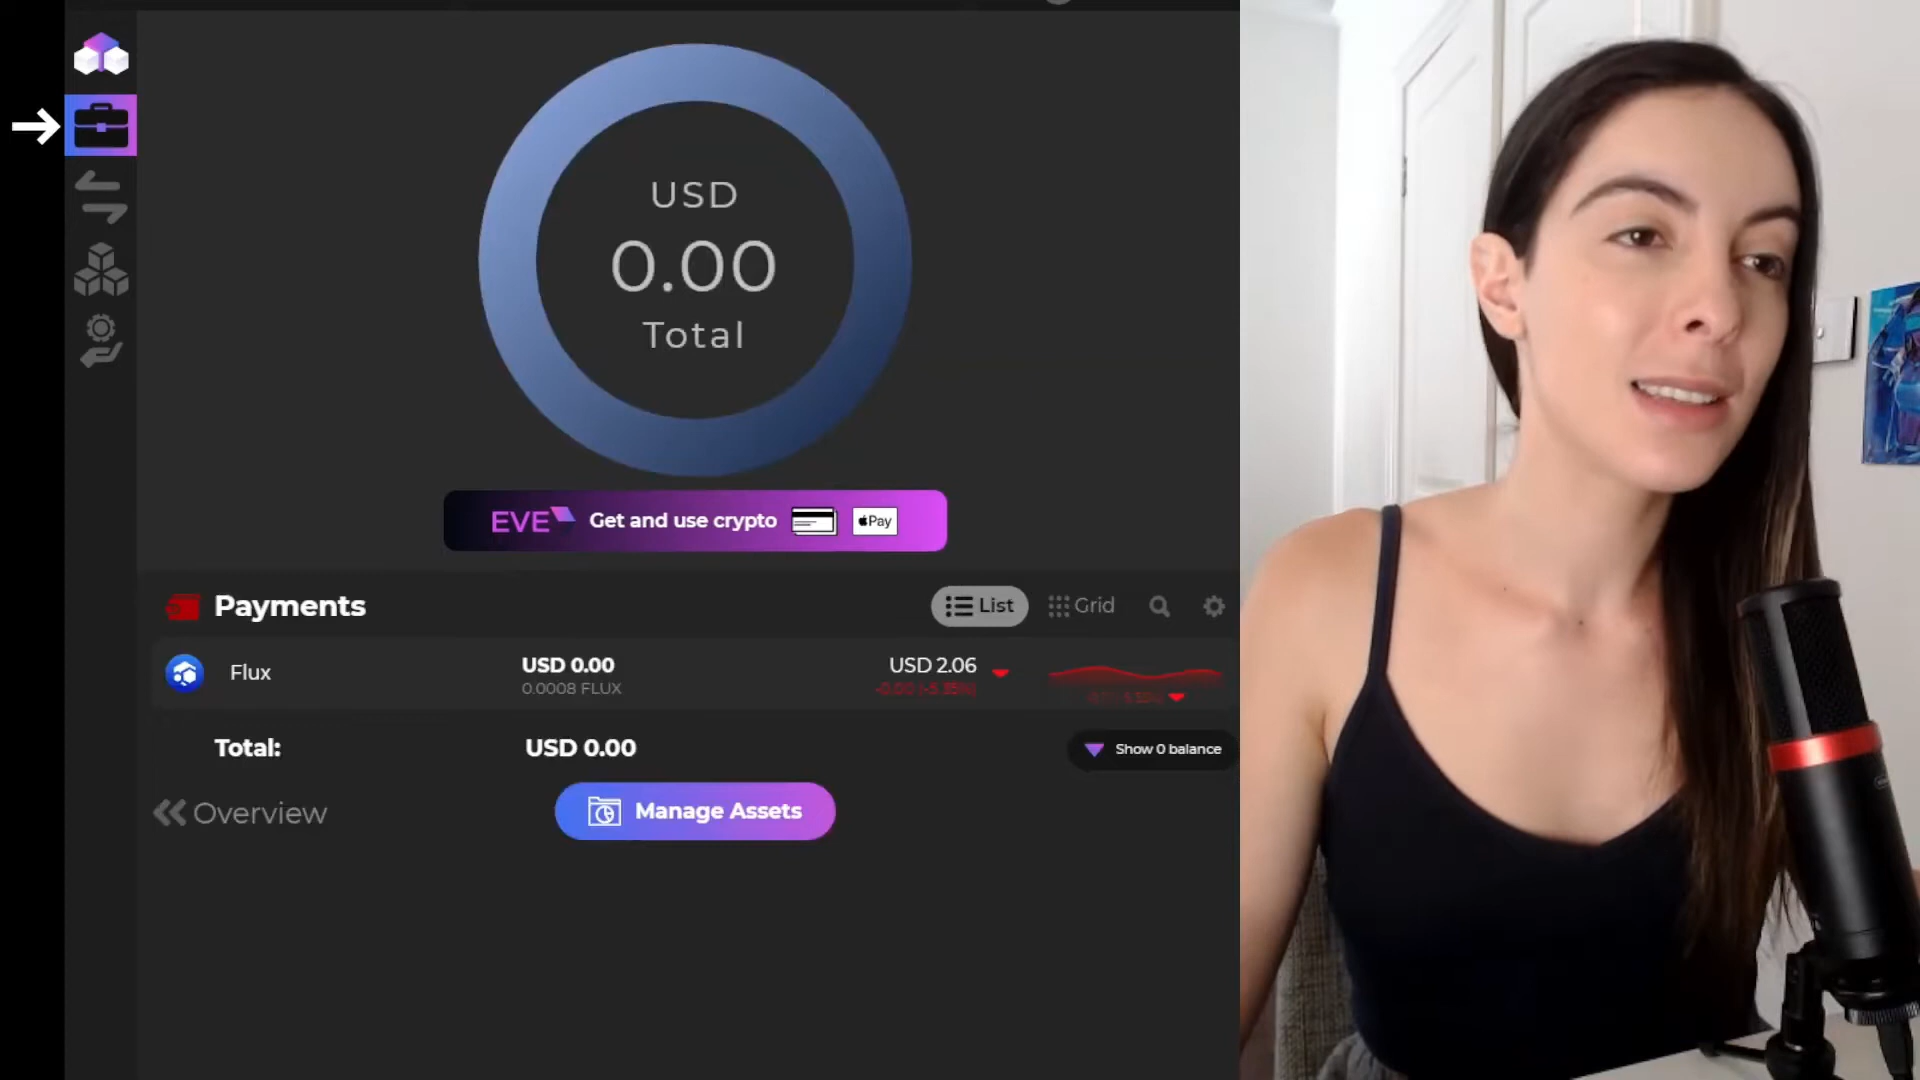 USD
0.00
Total
EVE Get and use crypto Pay
Payments
List
Grid
Flux
USD 0.00
0.0008 FLUX
USD 2.06
Total:
USD 0.00
Show 0 balance
Overview
Manage Assets